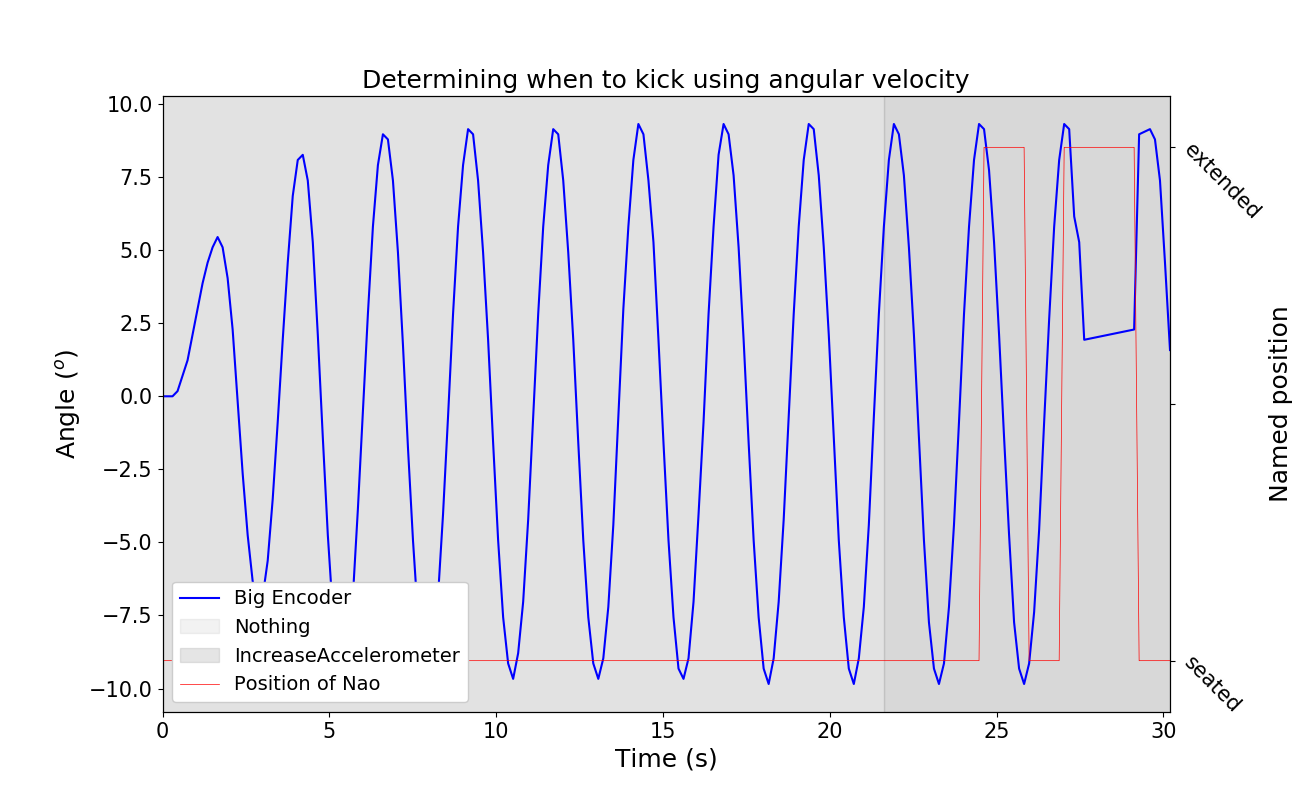 Determining when to kick using angular velocity
10.0
7.5
5.0
2.5
0.0
−2.5
−5.0
−7.5
−10.0
Angle (°)
0 5 10 15 20 25 30
Time (s)
extended
seated
Named position
Big Encoder
Nothing
IncreaseAccelerometer
Position of Nao